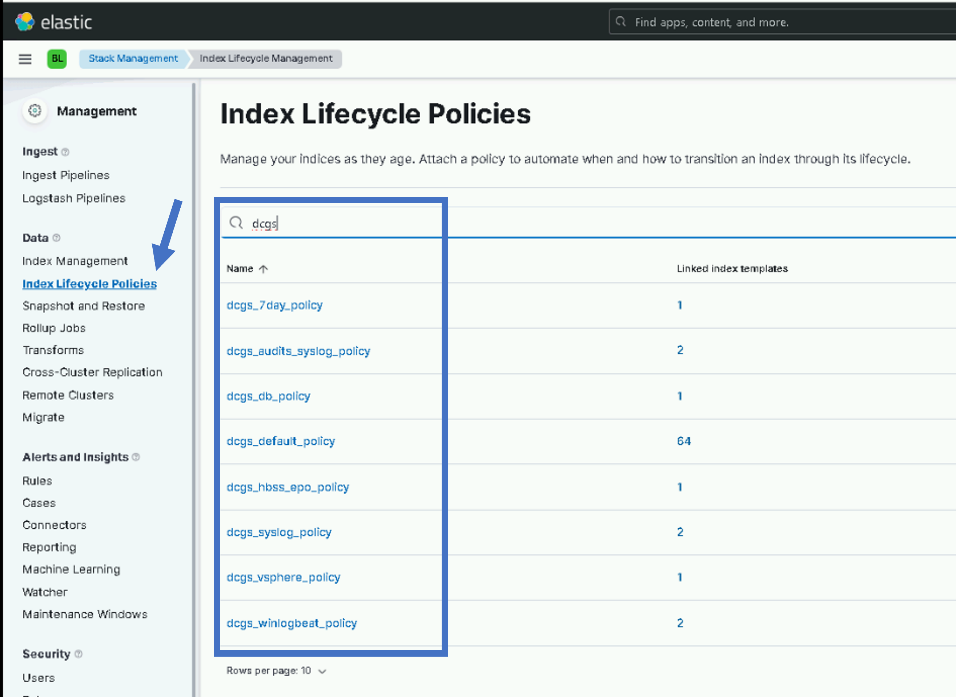 elastic
Find apps, content, and more.
BL
Stack Management
Index Lifecycle Management
Management
Ingest
Ingest Pipelines
Logstash Pipelines
Data
Index Management
Index Lifecycle Policies
Snapshot and Restore
Rollup Jobs
Transforms
Cross-Cluster Replication
Remote Clusters
Migrate
Alerts and Insights
Rules
Cases
Connectors
Reporting
Machine Learning
Watcher
Maintenance Windows
Security
Users
Index Lifecycle Policies
Manage your indices as they age. Attach a policy to automate when and how to transition an index through its lifecycle.
dcgs
Name ↑ Linked index templates
dcgs_7day_policy 1
dcgs_audits_syslog_policy 2
dcgs_db_policy 1
dcgs_default_policy 64
dcgs_hbss_epo_policy 1
dcgs_syslog_policy 2
dcgs_vsphere_policy 1
dcgs_winlogbeat_policy 2
Rows per page: 10